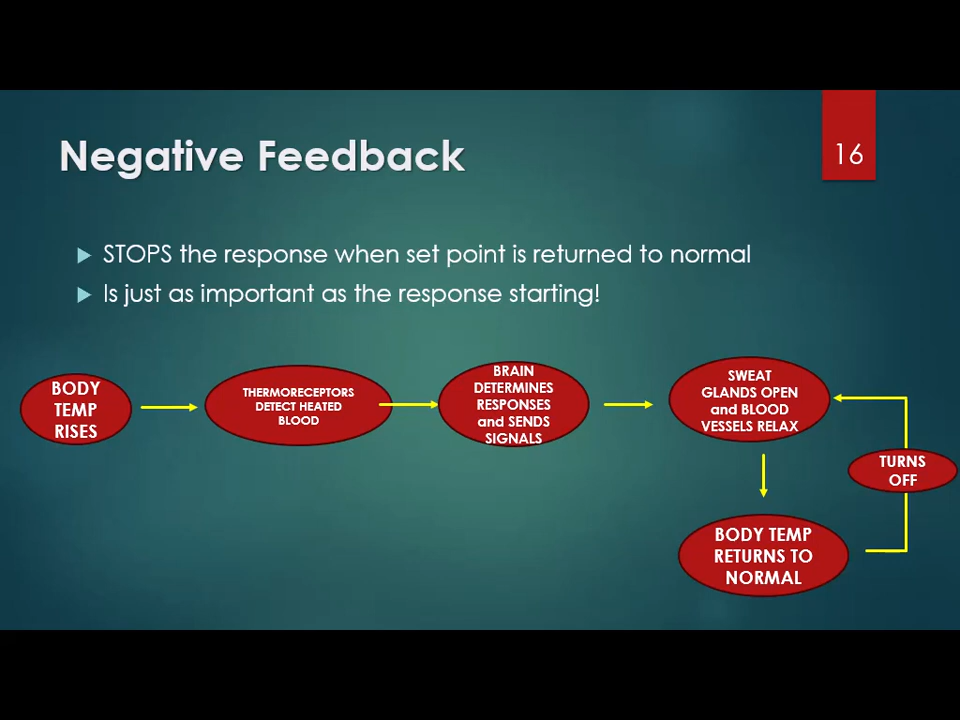 Negative Feedback
16
STOPS the response when set point is returned to normal
Is just as important as the response starting!
BODY
TEMP
RISES
THERMORECEPTORS
DETECT HEATED
BLOOD
BRAIN
DETERMINES
RESPONSES
and SENDS
SIGNALS
SWEAT
GLANDS OPEN
and BLOOD
VESSELS RELAX
TURNS
OFF
BODY TEMP
RETURNS TO
NORMAL